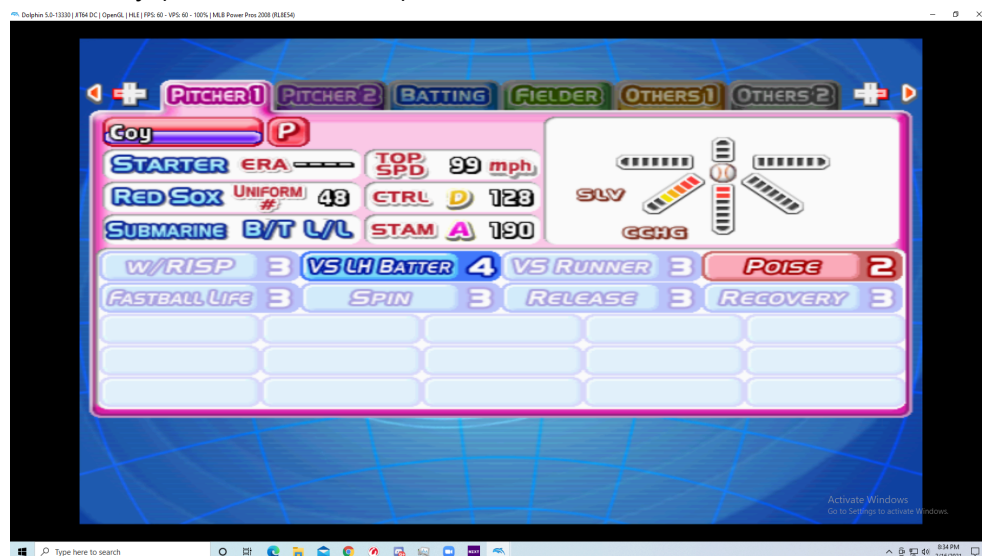 Dolphin 5.0-13330 | JIT64 DC | OpenGL | HLE | FPS: 60 - VPS: 60 - 100% | MLB Power Pros 2008 (RL8E54)
PITCHER 1 PITCHER 2 BATTING FIELDER OTHERS 1 OTHERS 2
Coy P
STARTER ERA TOP SPD 99 mph
RED SOX UNIFORM # 48 CTRL D 128 SLV
SUBMARINE B/T L/L STAM A 190 CCHG
W/RISP 3 VS LH BATTER 4 VS RUNNER 3 POISE 2
FASTBALL LIFE 3 SPIN 3 RELEASE 3 RECOVERY 3
Activate Windows
Go to Settings to activate Windows.
Type here to search NEXT 8:34 PM